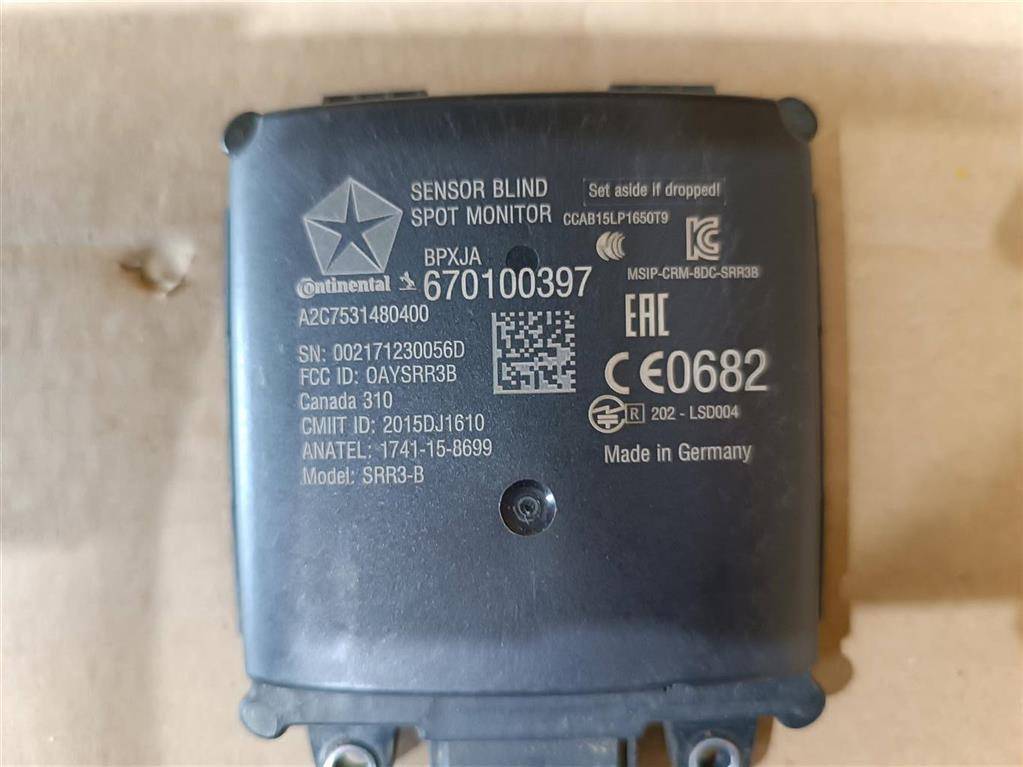 SENSOR BLIND
SPOT MONITOR
Set aside if dropped!
CCAB15LP1650T9
BPXJA
Continental
670100397
MSIP-CRM-8DC-SRR3B
A2C7531480400
EAC
SN: 002171230056D
FCC ID: OAYSRR3B
CE0682
Canada 310
R 202 - LSD004
CMIIT ID: 2015DJ1610
ANATEL: 1741-15-8699
Made in Germany
Model: SRR3-B